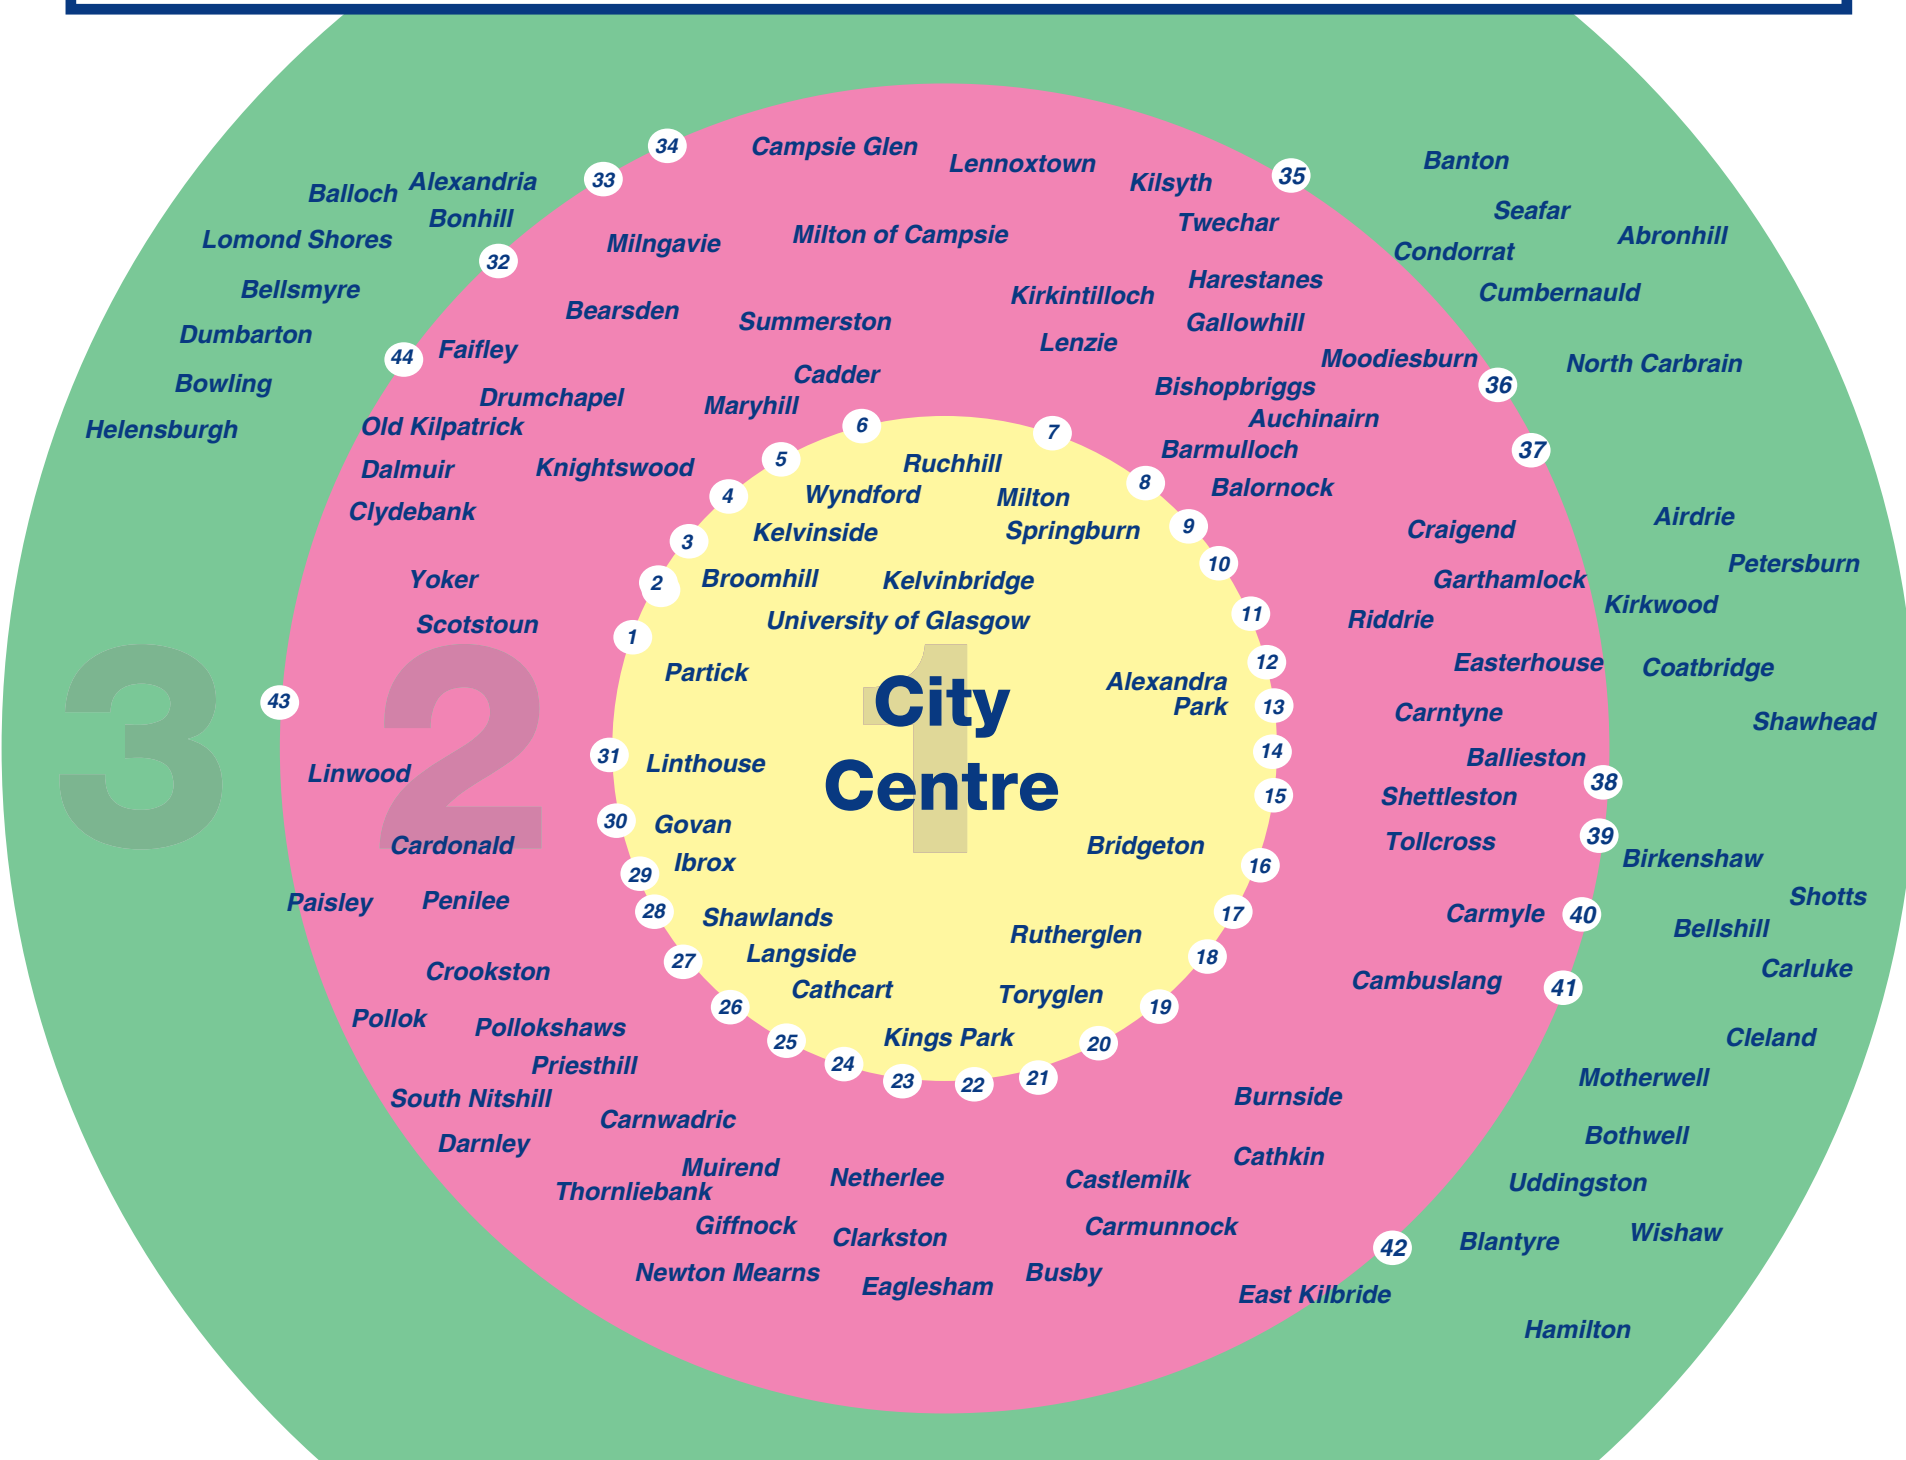 34
Campsie Glen
Lennoxtown
Banton
33
Alexandria
Balloch
Kilsyth
35
Bonhill
Seafar
Twechar
Lomond Shores
Milngavie
Milton of Campsie
Abronhill
Condorrat
32
Bellsmyre
Harestanes
Kirkintilloch
Cumbernauld
Bearsden
Summerston
Gallowhill
Dumbarton
Lenzie
44
Faifley
Moodiesburn
North Carbrain
Bowling
Cadder
Bishopbriggs
36
Drumchapel
Maryhill
Auchinairn
Helensburgh
Old Kilpatrick
6
7
Barmulloch
37
Dalmuir
Knightswood
5
Ruchhill
8
Balornock
4
Wyndford
Milton
Clydebank
Airdrie
3
Kelvinside
Springburn
9
Craigend
10
Petersburn
Yoker
2
Broomhill
Kelvinbridge
Garthamlock
Kirkwood
Scotstoun
1
University of Glasgow
11
Riddrie
Partick
12
Easterhouse
Coatbridge
Alexandra
Park
43
3
2
1
City
Centre
13
Carntyne
Shawhead
31
Linthouse
14
Ballieston
Linwood
15
Shettleston
38
30
Govan
Cardonald
Ibrox
Bridgeton
Tollcross
39
Birkenshaw
29
16
Paisley
Penilee
28
Shawlands
17
Carmyle
40
Shotts
Bellshill
Rutherglen
27
Langside
18
Crookston
Carluke
Cathcart
Toryglen
Cambuslang
41
Pollok
Pollokshaws
26
19
Kings Park
25
20
Cleland
Priesthill
24
23
22
21
Motherwell
South Nitshill
Burnside
Carnwadric
Darnley
Bothwell
Muirend
Netherlee
Castlemilk
Cathkin
Thornliebank
Uddingston
Giffnock
Clarkston
Carmunnock
42
Blantyre
Wishaw
Newton Mearns
Eaglesham
Busby
East Kilbride
Hamilton